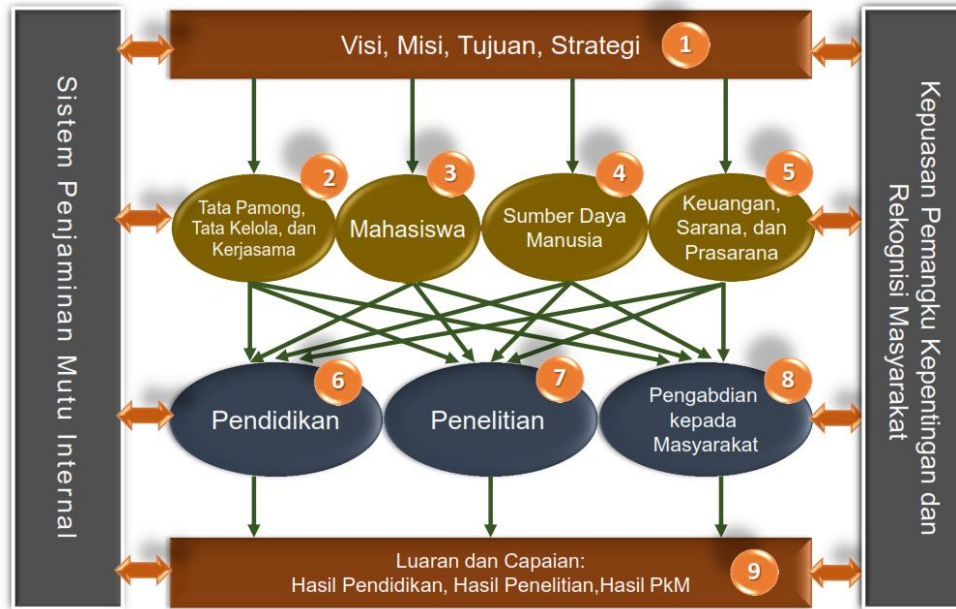 Sistem Penjaminan Mutu Internal
Visi, Misi, Tujuan, Strategi
1
2
Tata Pamong,
Tata Kelola, dan
Kerjasama
3
Mahasiswa
4
Sumber Daya
Manusia
5
Keuangan,
Sarana, dan
Prasarana
6
Pendidikan
7
Penelitian
8
Pengabdian
kepada
Masyarakat
Luaran dan Capaian:
Hasil Pendidikan, Hasil Penelitian,Hasil PkM
9
Kepuasan Pemangku Kepentingan dan
Rekognisi Masyarakat